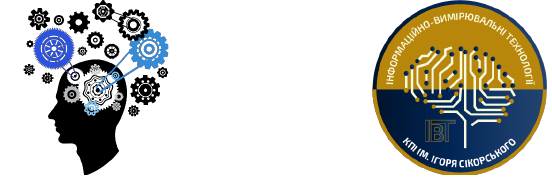 ІНФОРМАЦІЙНО-ВИМІРЮВАЛЬНІ ТЕХНОЛОГІЇ
ІВТ
КПІ ІМ. ІГОРЯ СІКОРСЬКОГО